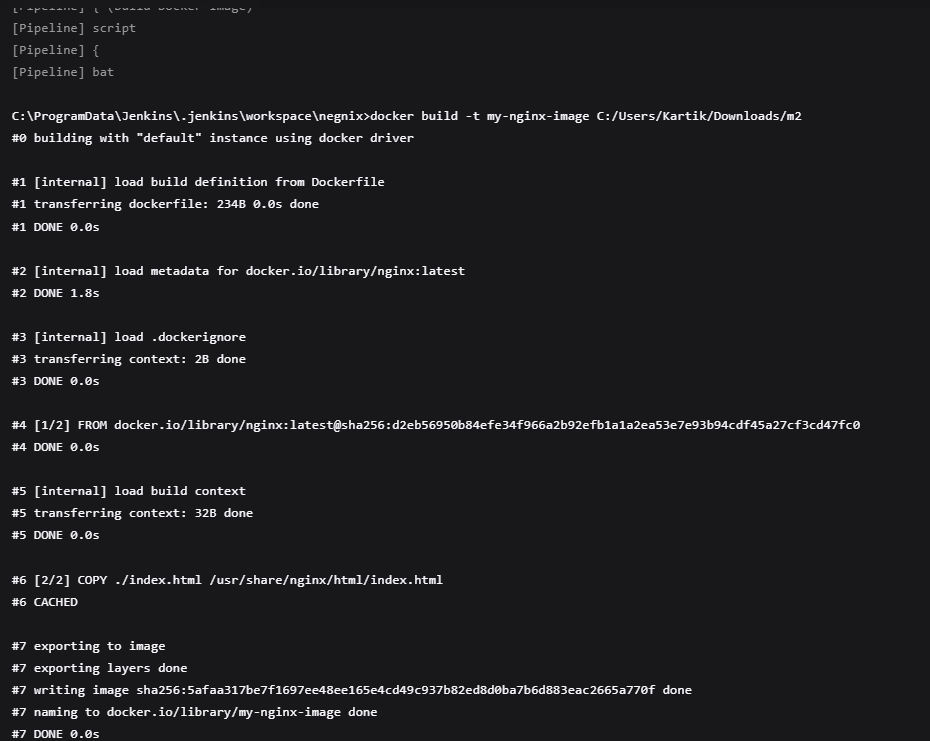 [Pipeline] { (Build Docker Image)
[Pipeline] script
[Pipeline] {
[Pipeline] bat
C:\ProgramData\Jenkins\.jenkins\workspace\negnix>docker build -t my-nginx-image C:/Users/Kartik/Downloads/m2
#0 building with "default" instance using docker driver
#1 [internal] load build definition from Dockerfile
#1 transferring dockerfile: 234B 0.0s done
#1 DONE 0.0s
#2 [internal] load metadata for docker.io/library/nginx:latest
#2 DONE 1.8s
#3 [internal] load .dockerignore
#3 transferring context: 2B done
#3 DONE 0.0s
#4 [1/2] FROM docker.io/library/nginx:latest@sha256:d2eb56950b84efe34f966a2b92efb1a1a2ea53e7e93b94cdf45a27cf3cd47fc0
#4 DONE 0.0s
#5 [internal] load build context
#5 transferring context: 32B done
#5 DONE 0.0s
#6 [2/2] COPY ./index.html /usr/share/nginx/html/index.html
#6 CACHED
#7 exporting to image
#7 exporting layers done
#7 writing image sha256:5afaa317be7f1697ee48ee165e4cd49c937b82ed8d0ba7b6d883eac2665a770f done
#7 naming to docker.io/library/my-nginx-image done
#7 DONE 0.0s